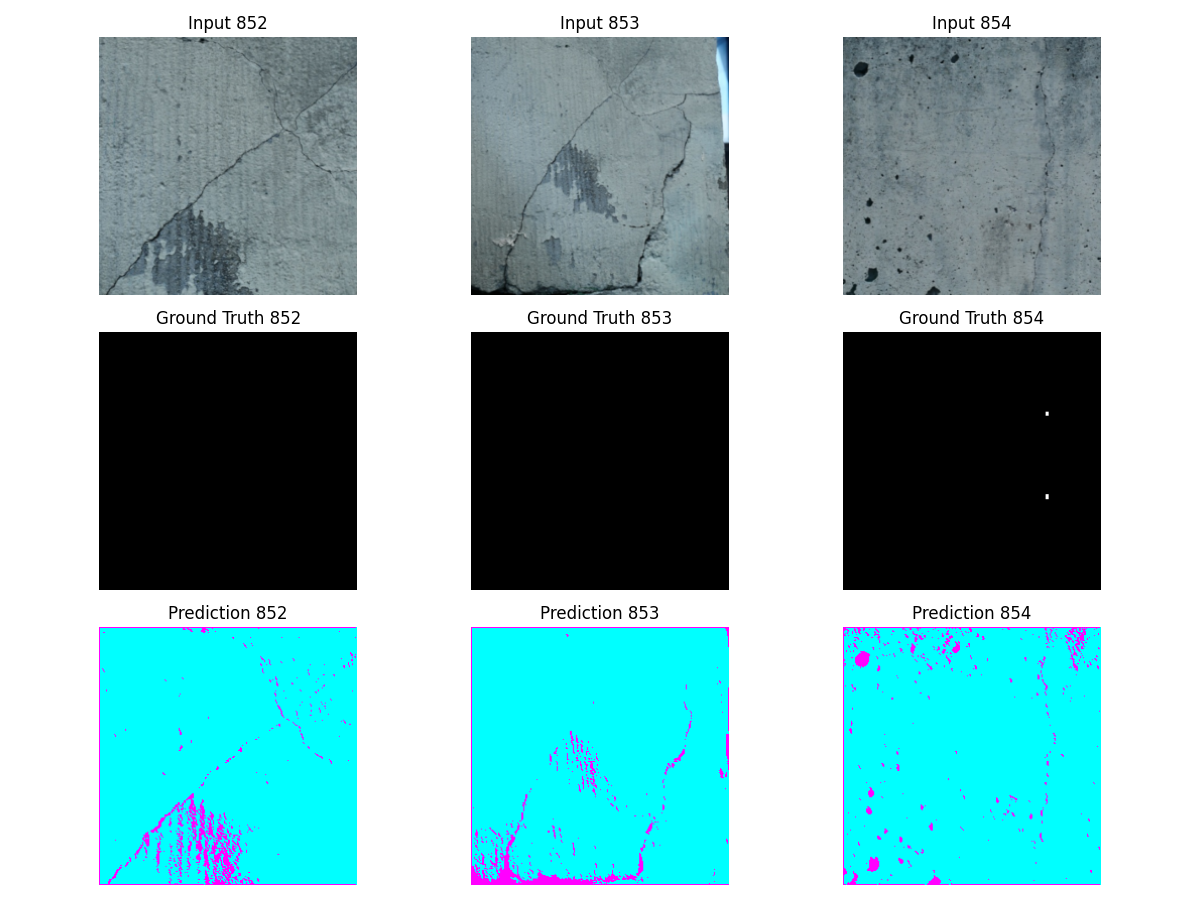 Input 852
Input 853
Input 854
Ground Truth 852
Ground Truth 853
Ground Truth 854
Prediction 852
Prediction 853
Prediction 854